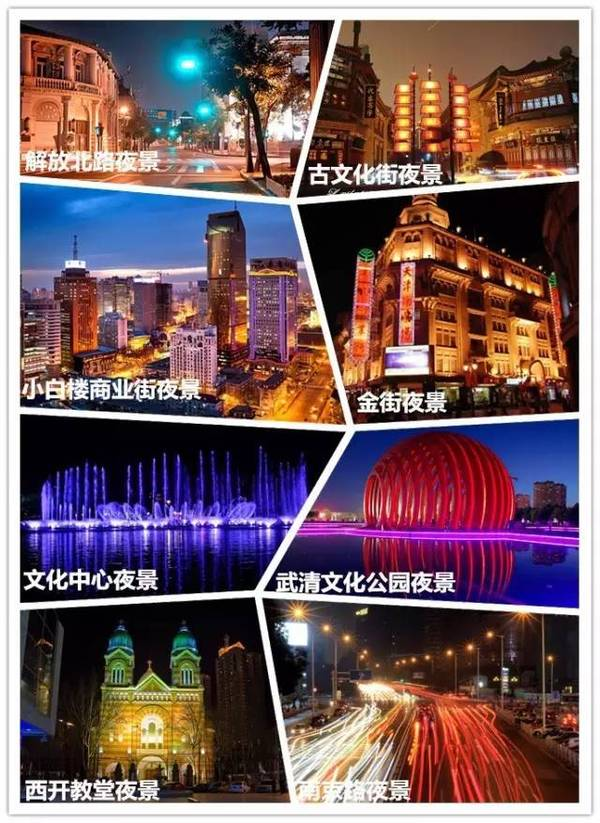 解放北路夜景
古文化街夜景
小白楼商业街夜景
金街夜景
文化中心夜景
武清文化公园夜景
西开教堂夜景
南京路夜景